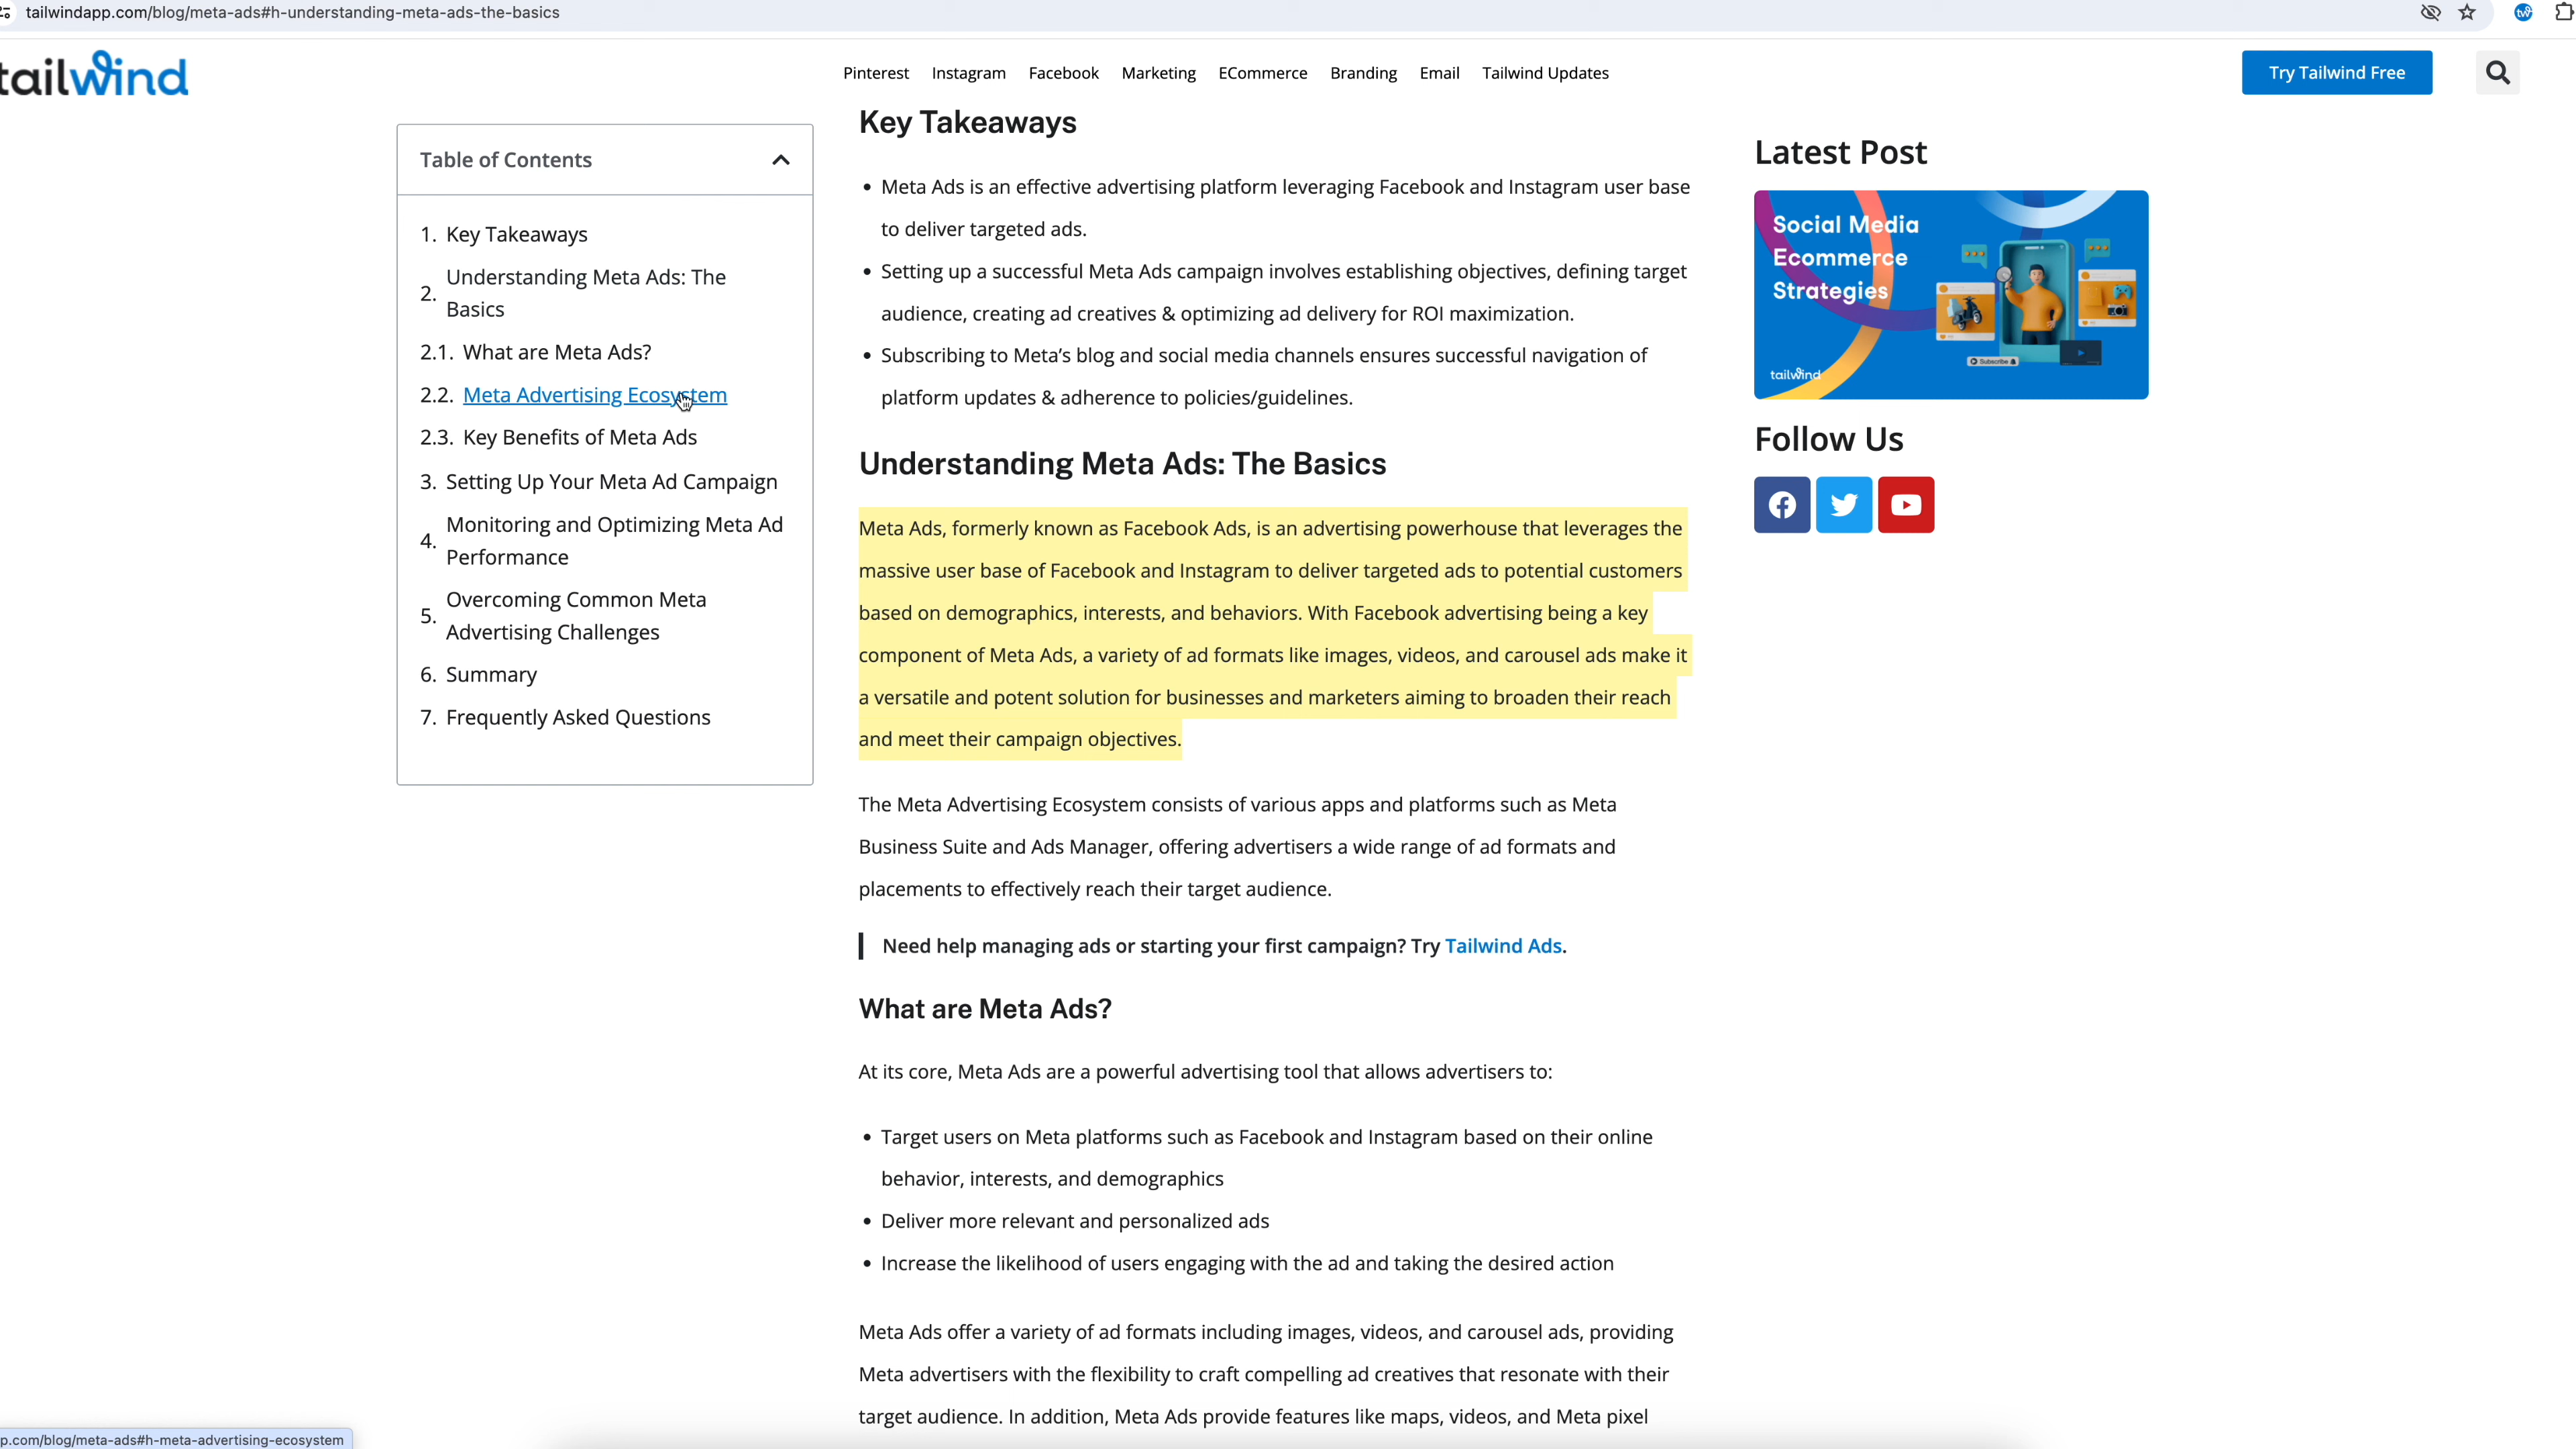 tailwindapp.com/blog/meta-ads#h-understanding-meta-ads-the-basics
tailwind
Pinterest Instagram Facebook Marketing ECommerce Branding Email Tailwind Updates
Try Tailwind Free
Table of Contents
1. Key Takeaways
2. Understanding Meta Ads: The
Basics
2.1. What are Meta Ads?
2.2. Meta Advertising Ecosystem
2.3. Key Benefits of Meta Ads
3. Setting Up Your Meta Ad Campaign
4. Monitoring and Optimizing Meta Ad
Performance
5. Overcoming Common Meta
Advertising Challenges
6. Summary
7. Frequently Asked Questions
Key Takeaways
• Meta Ads is an effective advertising platform leveraging Facebook and Instagram user base
to deliver targeted ads.
• Setting up a successful Meta Ads campaign involves establishing objectives, defining target
audience, creating ad creatives & optimizing ad delivery for ROI maximization.
• Subscribing to Meta’s blog and social media channels ensures successful navigation of
platform updates & adherence to policies/guidelines.
Understanding Meta Ads: The Basics
Meta Ads, formerly known as Facebook Ads, is an advertising powerhouse that leverages the
massive user base of Facebook and Instagram to deliver targeted ads to potential customers
based on demographics, interests, and behaviors. With Facebook advertising being a key
component of Meta Ads, a variety of ad formats like images, videos, and carousel ads make it
a versatile and potent solution for businesses and marketers aiming to broaden their reach
and meet their campaign objectives.
The Meta Advertising Ecosystem consists of various apps and platforms such as Meta
Business Suite and Ads Manager, offering advertisers a wide range of ad formats and
placements to effectively reach their target audience.
Need help managing ads or starting your first campaign? Try Tailwind Ads.
What are Meta Ads?
At its core, Meta Ads are a powerful advertising tool that allows advertisers to:
• Target users on Meta platforms such as Facebook and Instagram based on their online
behavior, interests, and demographics
• Deliver more relevant and personalized ads
• Increase the likelihood of users engaging with the ad and taking the desired action
Meta Ads offer a variety of ad formats including images, videos, and carousel ads, providing
Meta advertisers with the flexibility to craft compelling ad creatives that resonate with their
target audience. In addition, Meta Ads provide features like maps, videos, and Meta pixel
Latest Post
Social Media
Ecommerce
Strategies
Subscribe
tailwind
Follow Us
p.com/blog/meta-ads#h-meta-advertising-ecosystem